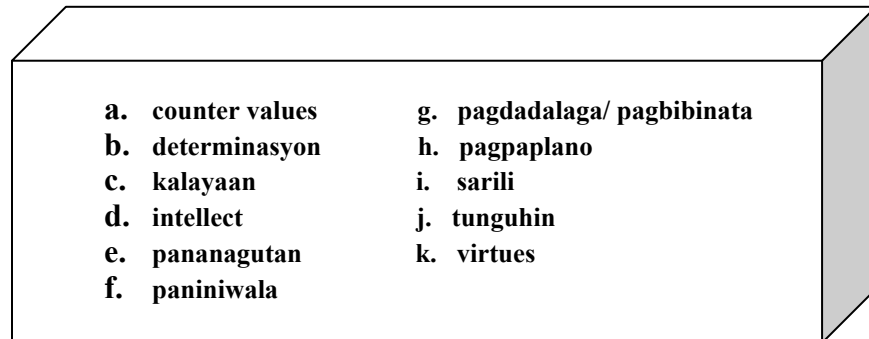 a. counter values g. pagdadalaga/ pagbibinata
b. determinasyon h. pagpaplano
c. kalayaan i. sarili
d. intellect j. tunguhin
e. pananagutan k. virtues
f. paniniwala